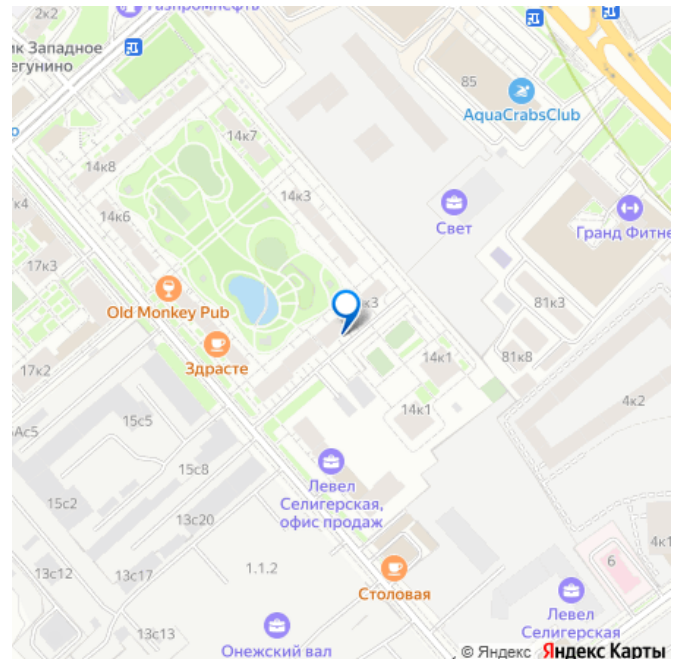 2к2
Газпромнефть
ик Западное
егунино
85
AquaCrabsClub
14к7
14к8
14к3
к4
14к6
Свет
Гранд Фитне
17к3
Old Monkey Pub
к3
81к3
Здрасте
14к1
81к8
17к2
4к2
14к1
15с5
Ас5
15с8
Левел
Селигерская,
офис продаж
15с2
13с20
4к1
6
1.1.2
13с12
13с17
Столовая
Левел
Селигерская
13с13
Онежский вал
© Яндекс Яндекс Карты